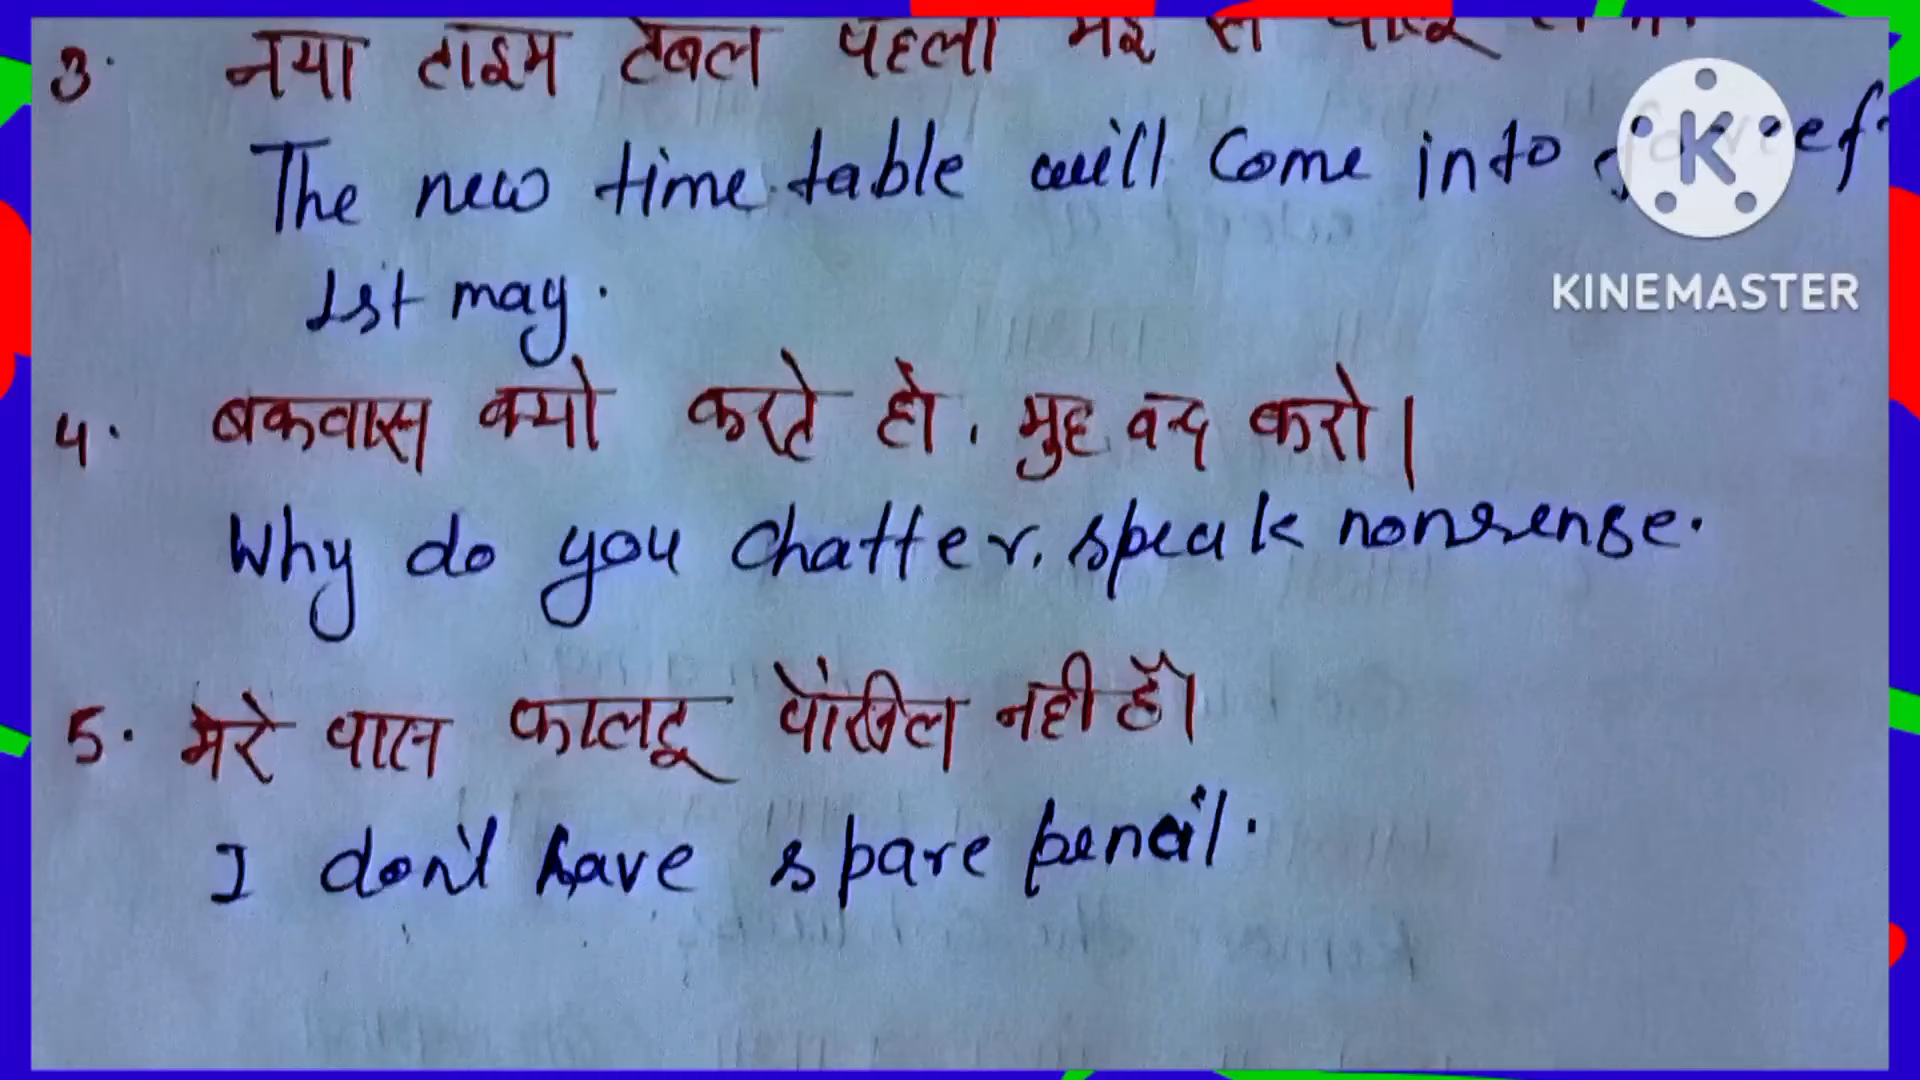 3. नया टाइम टेबल पहली मई से
The new time table will come into
1st may.
4. बकवास क्यो करते हो, मुह बन्द करो।
Why do you chatter. speak nonsense.
5. मेरे पास फालतू पेंसिल नही है।
I don't have spare pencil.
KINEMASTER